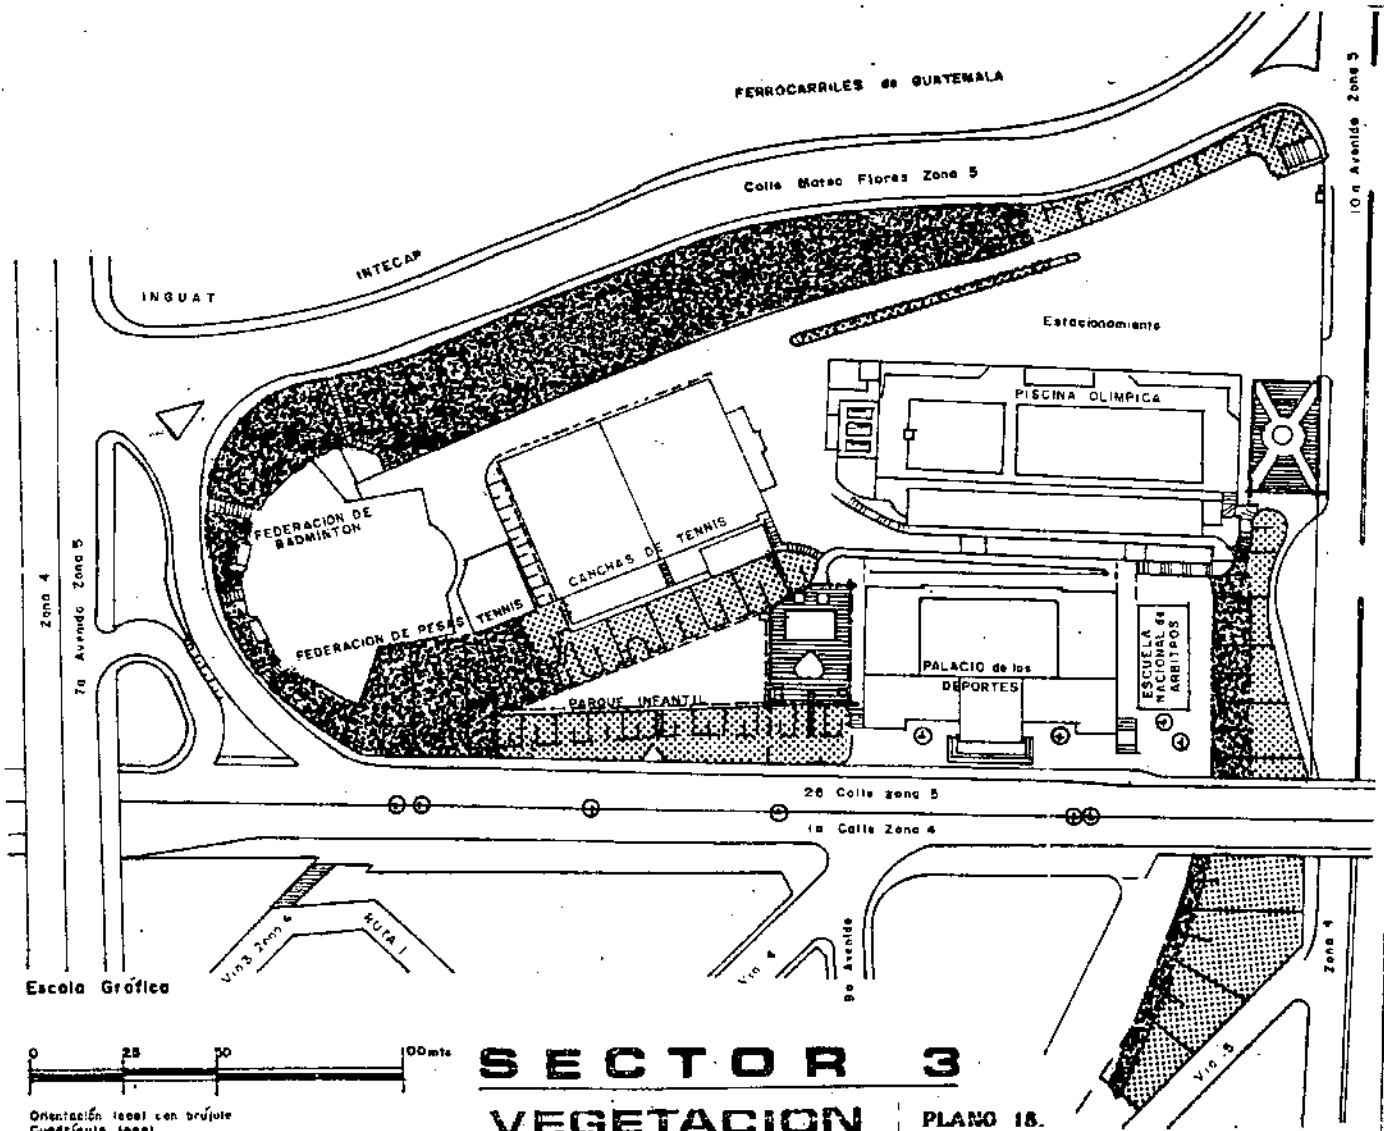 FERROCARRILES de GUATEMALA
10a Avenida Zona 5
Calle Mateo Flores Zona 5
INTECAP
INGUAT
Estacionamiento
PISCINA OLIMPICA
FEDERACION DE
BADMINTON
CANCHAS DE TENNIS
Zona 4
7a Avenida Zona 5
FEDERACION DE PESAS
TENNIS
ESCUELA
NACIONAL de
ARBITROS
PALACIO de los
DEPORTES
PARQUE INFANTIL
26 Calle zona 5
1a Calle Zona 4
Via 3 Zona 4
RUTA 1
Via 4
9a Avenida
Zona 4
Via 5
Escala Gráfica
0 25 50 100 mts
SECTOR 3
Orientación local con brújula
Cuadrícula local
VEGETACION
PLANO 18.